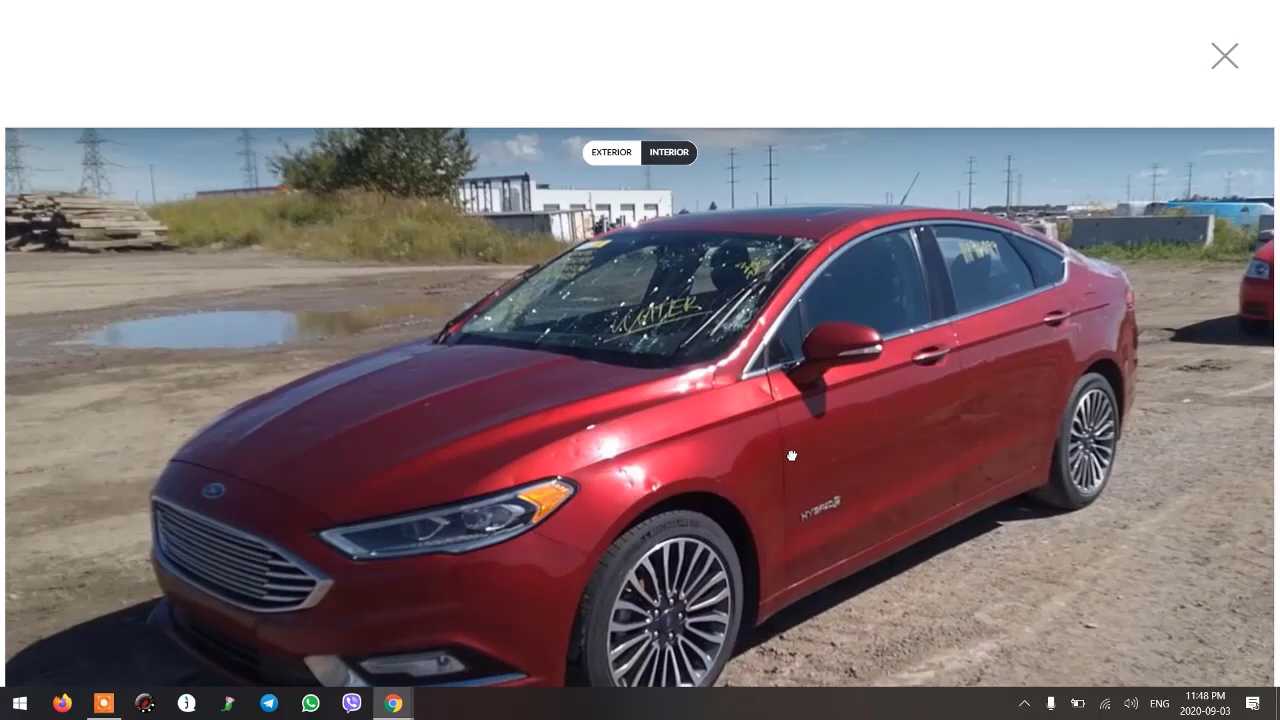 EXTERIOR INTERIOR
WATER
HYBRID
ENG
11:48 PM
2020-09-03